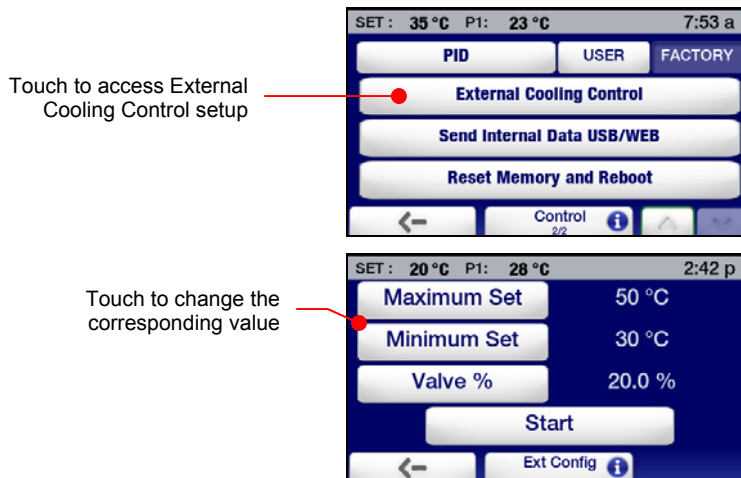 SET : 35 °C P1: 23 °C 7:53 a
PID USER FACTORY
Touch to access External
Cooling Control setup
External Cooling Control
Send Internal Data USB/WEB
Reset Memory and Reboot
Control
2/2
SET : 20 °C P1: 28 °C 2:42 p
Touch to change the
corresponding value
Maximum Set 50 °C
Minimum Set 30 °C
Valve % 20.0 %
Start
Ext Config